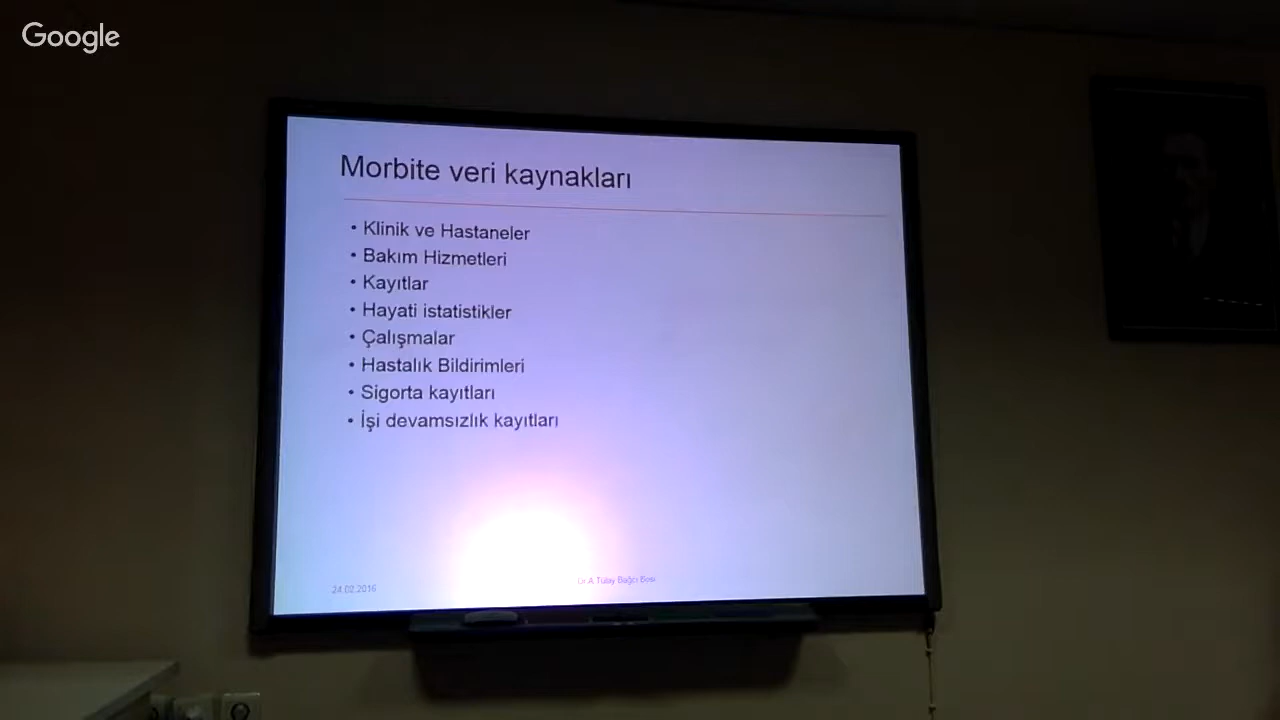 Google
Morbite veri kaynakları
• Klinik ve Hastaneler
• Bakım Hizmetleri
• Kayıtlar
• Hayati istatistikler
• Çalışmalar
• Hastalık Bildirimleri
• Sigorta kayıtları
• İşi devamsızlık kayıtları
24.02.2016
Dr.A.Tülay Bağcı Bosi